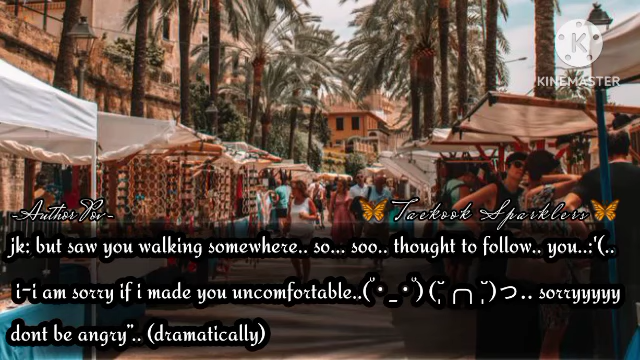 KINEMASTER
-Author Pov- 🦋Taekook Sparklers🦋
jk: but saw you walking somewhere.. so... soo.. thought to follow.. you..:'(..
i-i am sorry if i made you uncomfortable..(ِ•_•ِ) (ˇ╭╮ˇ)っ.. sorryyyyy
dont be angry".. (dramatically)